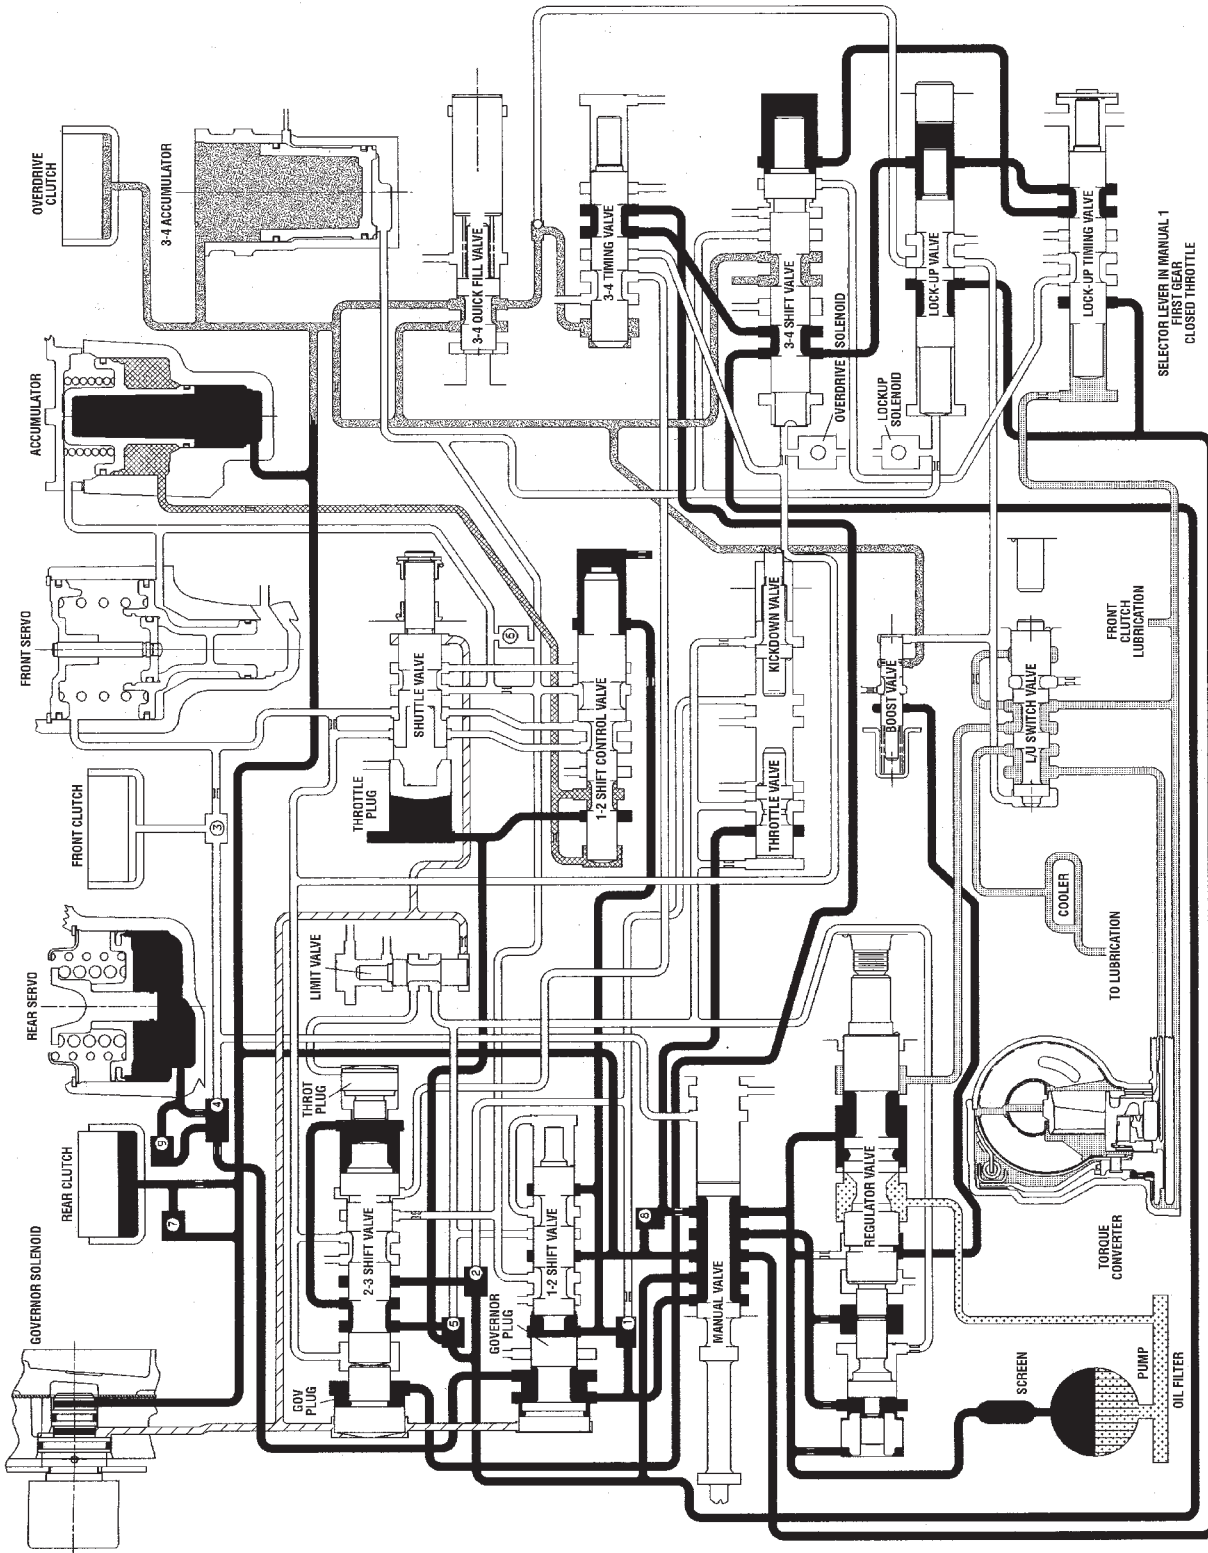 OVERDRIVE
CLUTCH
3-4 ACCUMULATOR
3-4 QUICK FILL VALVE
3-4 TIMING VALVE
3-4 SHIFT VALVE
OVERDRIVE SOLENOID
LOCKUP
SOLENOID
LOCK-UP VALVE
LOCK-UP TIMING VALVE
SELECTOR LEVER IN MANUAL 1
FIRST GEAR
CLOSED THROTTLE
ACCUMULATOR
FRONT SERVO
SHUTTLE VALVE
THROTTLE
PLUG
6
1-2 SHIFT CONTROL VALVE
KICKDOWN VALVE
THROTTLE VALVE
BOOST VALVE
L/U SWITCH VALVE
FRONT
CLUTCH
LUBRICATION
FRONT CLUTCH
3
COOLER
TO LUBRICATION
REAR SERVO
LIMIT VALVE
THROT
PLUG
9
4
REAR CLUTCH
7
2-3 SHIFT VALVE
2
5
1-2 SHIFT VALVE
GOVERNOR
PLUG
1
8
MANUAL VALVE
REGULATOR VALVE
TORQUE
CONVERTER
GOVERNOR SOLENOID
GOV
PLUG
SCREEN
PUMP
OIL FILTER